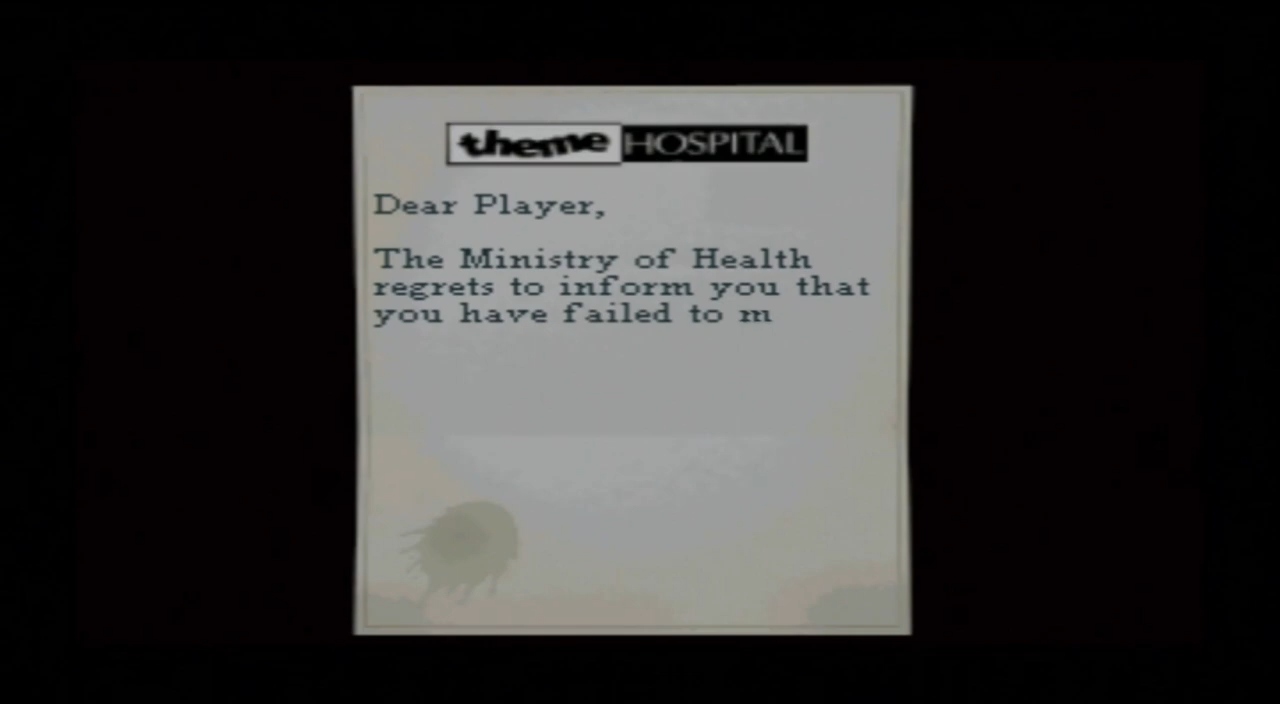 theme HOSPITAL
Dear Player,
The Ministry of Health
regrets to inform you that
you have failed to m